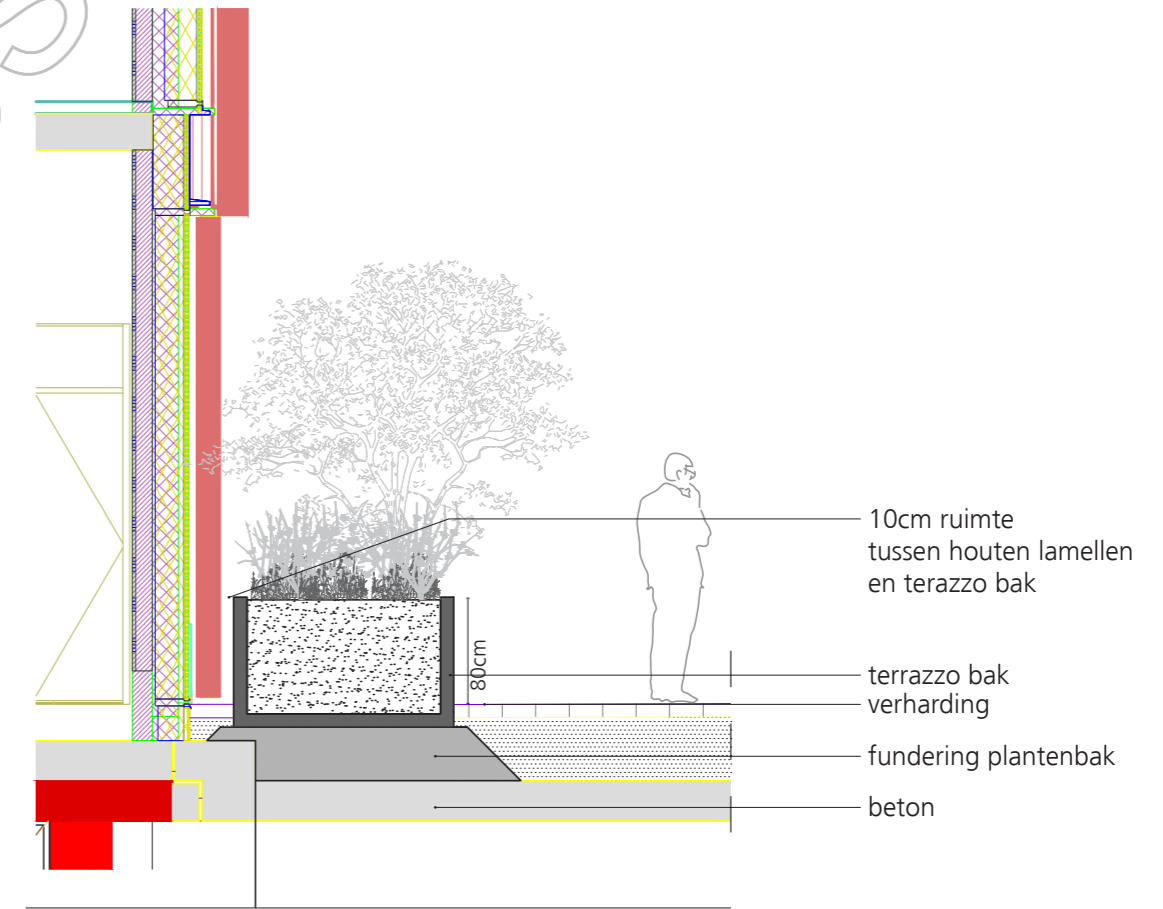 10cm ruimte
tussen houten lamellen
en terazzo bak
80cm
terrazzo bak
verharding
fundering plantenbak
beton